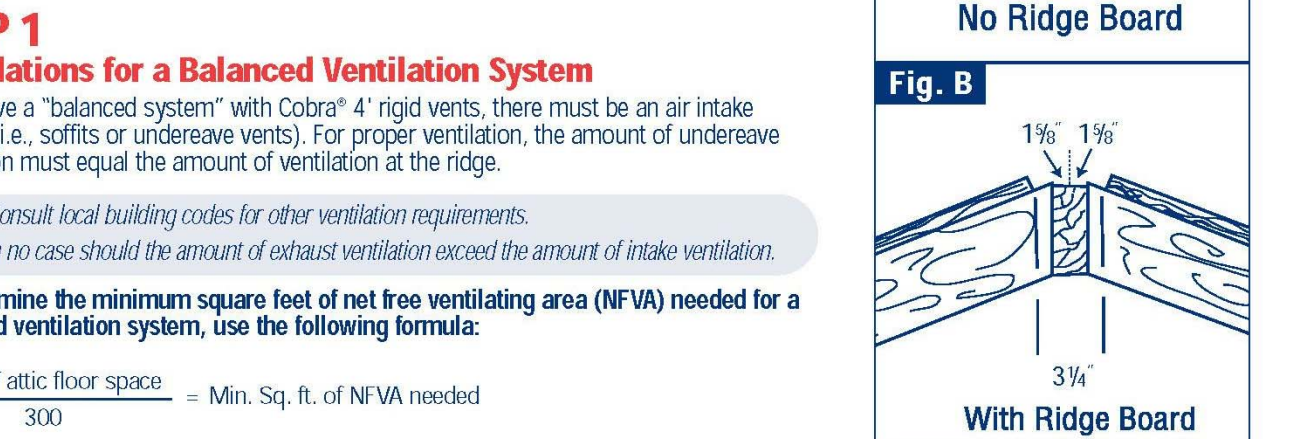 P 1
lations for a Balanced Ventilation System
ve a “balanced system” with Cobra® 4' rigid vents, there must be an air intake
i.e., soffits or undereave vents). For proper ventilation, the amount of undereave
on must equal the amount of ventilation at the ridge.
onsult local building codes for other ventilation requirements.
n no case should the amount of exhaust ventilation exceed the amount of intake ventilation.
mine the minimum square feet of net free ventilating area (NFVA) needed for a
d ventilation system, use the following formula:
attic floor space
300
= Min. Sq. ft. of NFVA needed
No Ridge Board
Fig. B
1⅝" 1⅝"
3¼"
With Ridge Board